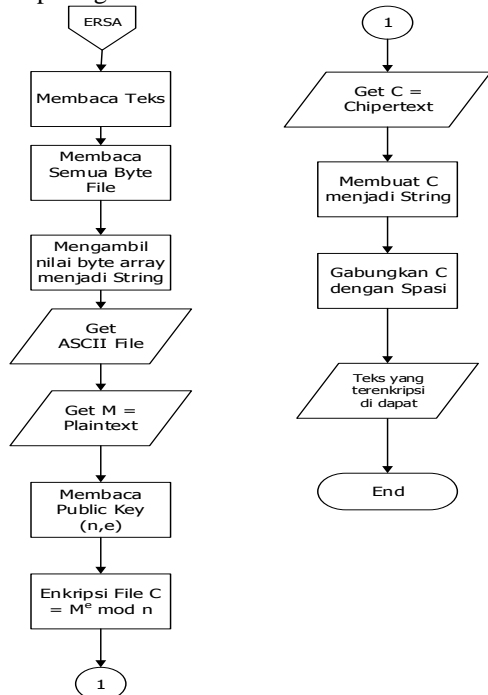 ERSA
Membaca Teks
Membaca
Semua Byte
File
Mengambil
nilai byte array
menjadi String
Get
ASCII File
Get M =
Plaintext
Membaca
Public Key
(n,e)
Enkripsi File C
= Mᵉ mod n
1
1
Get C =
Chipertext
Membuat C
menjadi String
Gabungkan C
dengan Spasi
Teks yang
terenkripsi
di dapat
End